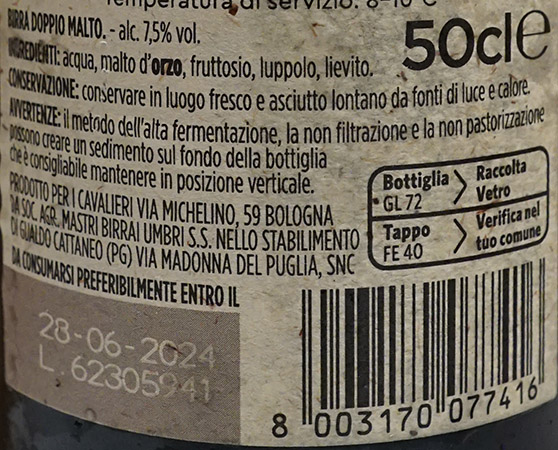 Temperatura di servizio: 8-10°C
BIRRA DOPPIO MALTO. - alc. 7,5% vol.
50cl e
INGREDIENTI: acqua, malto d'orzo, fruttosio, luppolo, lievito.
CONSERVAZIONE: conservare in luogo fresco e asciutto lontano da fonti di luce e calore.
AVVERTENZE: il metodo dell'alta fermentazione, la non filtrazione e la non pastorizzazione
possono creare un sedimento sul fondo della bottiglia
che è consigliabile mantenere in posizione verticale.
PRODOTTO PER I CAVALIERI VIA MICHELINO, 59 BOLOGNA
DA SOC. AGR. MASTRI BIRRAI UMBRI S.S. NELLO STABILIMENTO
DI GUALDO CATTANEO (PG) VIA MADONNA DEL PUGLIA, SNC
DA CONSUMARSI PREFERIBILMENTE ENTRO IL
28-06-2024
L. 62305941
Bottiglia
GL 72
Raccolta
Vetro
Tappo
FE 40
Verifica nel
tuo comune
8 003170 077416